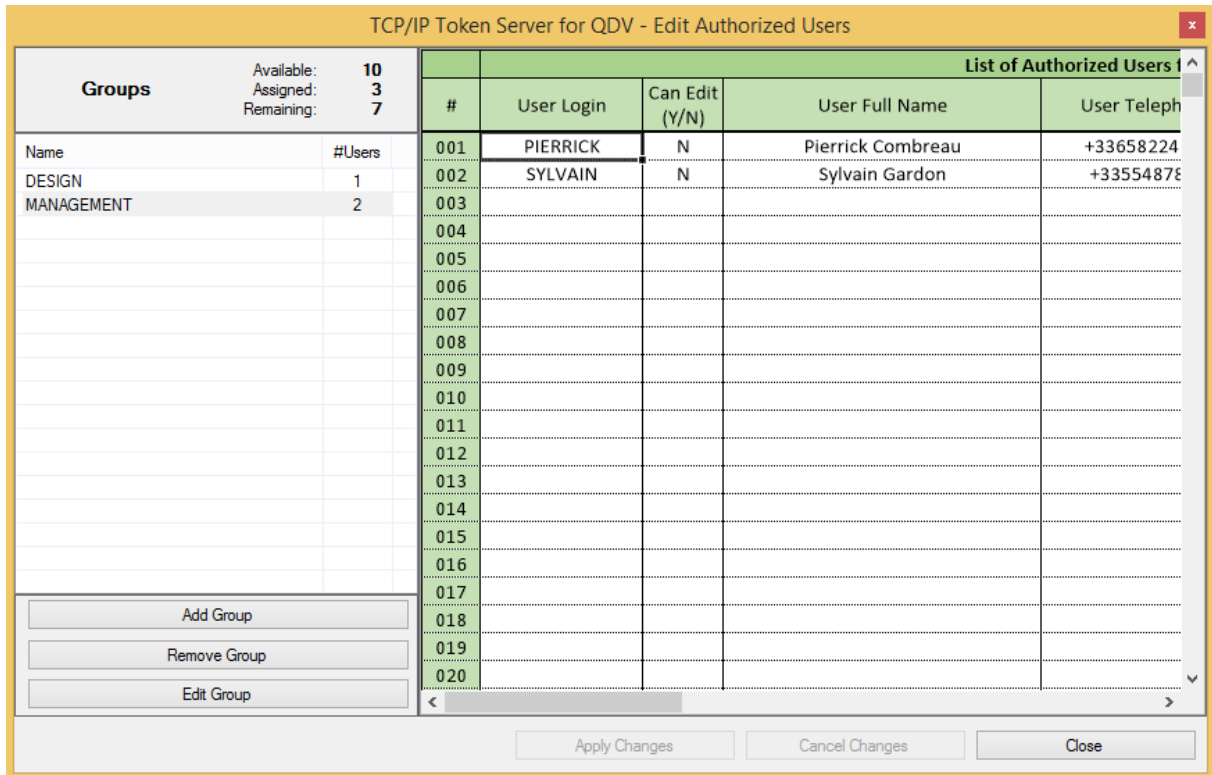 TCP/IP Token Server for QDV - Edit Authorized Users
x
Groups
Available: 10
Assigned: 3
Remaining: 7
Name #Users
DESIGN 1
MANAGEMENT 2
Add Group
Remove Group
Edit Group
List of Authorized Users
# User Login Can Edit (Y/N) User Full Name User Teleph
001 PIERRICK N Pierrick Combreau +33658224
002 SYLVAIN N Sylvain Gardon +33554878
003
004
005
006
007
008
009
010
011
012
013
014
015
016
017
018
019
020
Apply Changes Cancel Changes Close